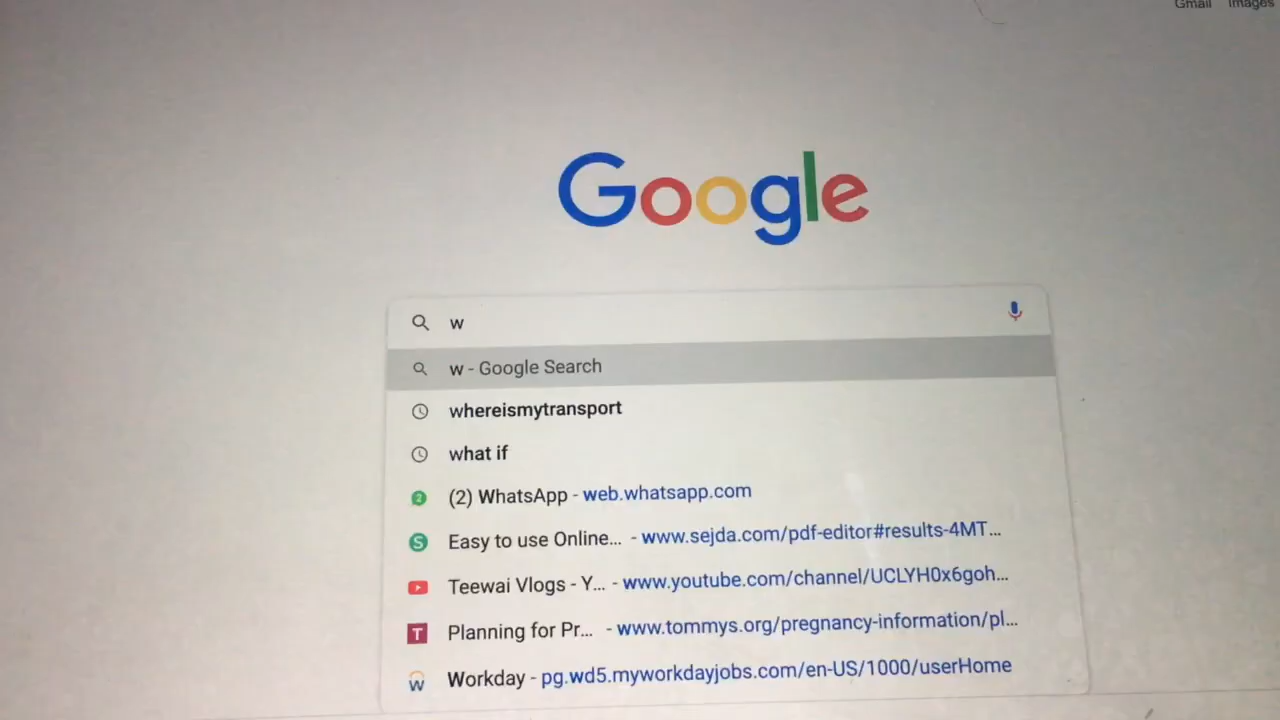 Gmail Images
Google
w
w - Google Search
whereismytransport
what if
2 (2) WhatsApp - web.whatsapp.com
S Easy to use Online... - www.sejda.com/pdf-editor#results-4MT...
Teewai Vlogs - Y... - www.youtube.com/channel/UCLYH0x6goh...
T Planning for Pr... - www.tommys.org/pregnancy-information/pl...
w Workday - pg.wd5.myworkdayjobs.com/en-US/1000/userHome